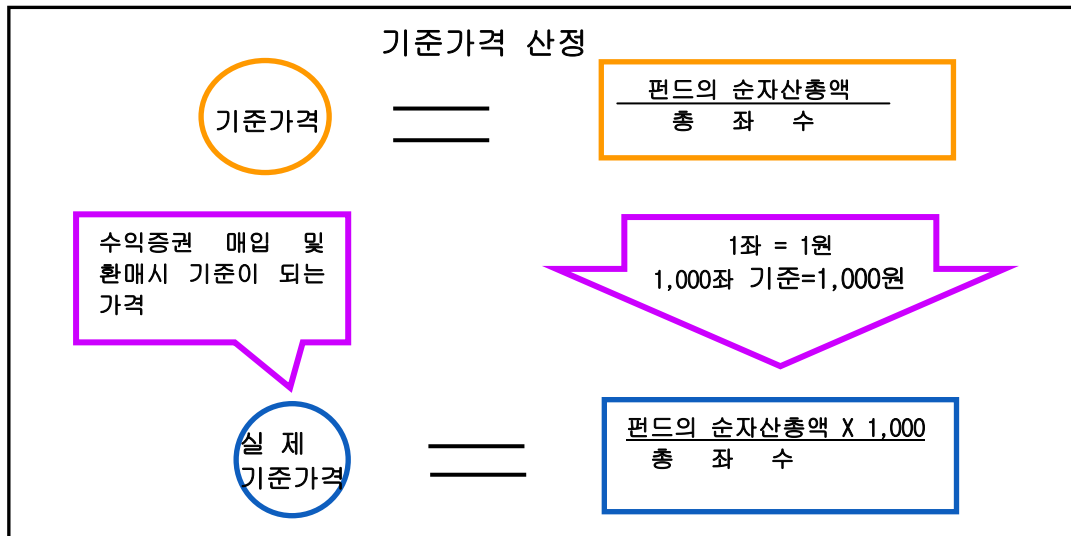 기준가격 산정
기준가격
펀드의 순자산총액
총 좌 수
수익증권 매입 및
환매시 기준이 되는
가격
1좌 = 1원
1,000좌 기준=1,000원
실 제
기준가격
펀드의 순자산총액 X 1,000
총 좌 수